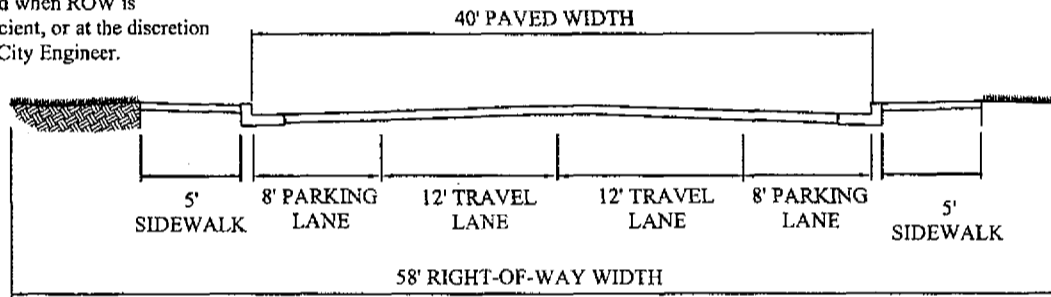 when ROW is
cient, or at the discretion
City Engineer.
40' PAVED WIDTH
5'
SIDEWALK
8' PARKING
LANE
12' TRAVEL
LANE
12' TRAVEL
LANE
8' PARKING
LANE
5'
SIDEWALK
58' RIGHT-OF-WAY WIDTH